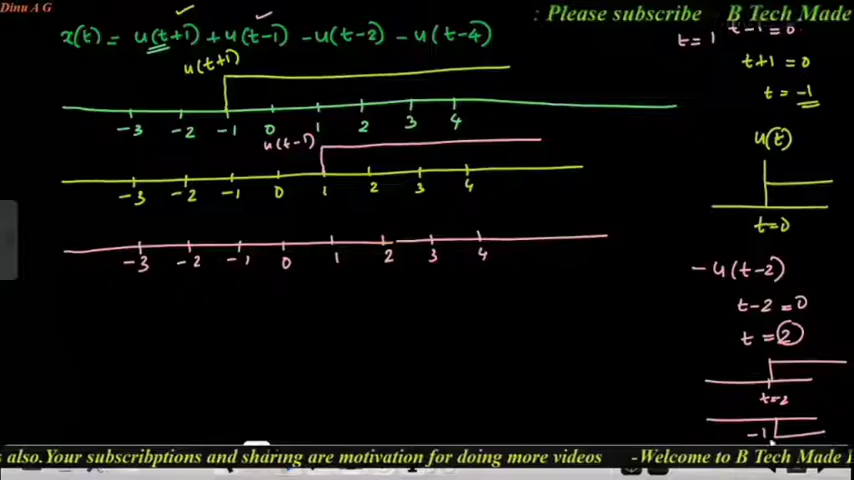 Dinu A G
: Please subscribe B Tech Made
x(t) = u(t+1) + u(t-1) - u(t-2) - u(t-4)
u(t+1)
-3 -2 -1 0 1 2 3 4
u(t-1)
-3 -2 -1 0 1 2 3 4
-3 -2 -1 0 1 2 3 4
t-1=0
t= 1
t+1 = 0
t = -1
u(t)
t=0
-u(t-2)
t-2 = 0
t = 2
t=2
-1
s also.Your subscribptions and sharing are motivation for doing more videos -Welcome to B Tech Made